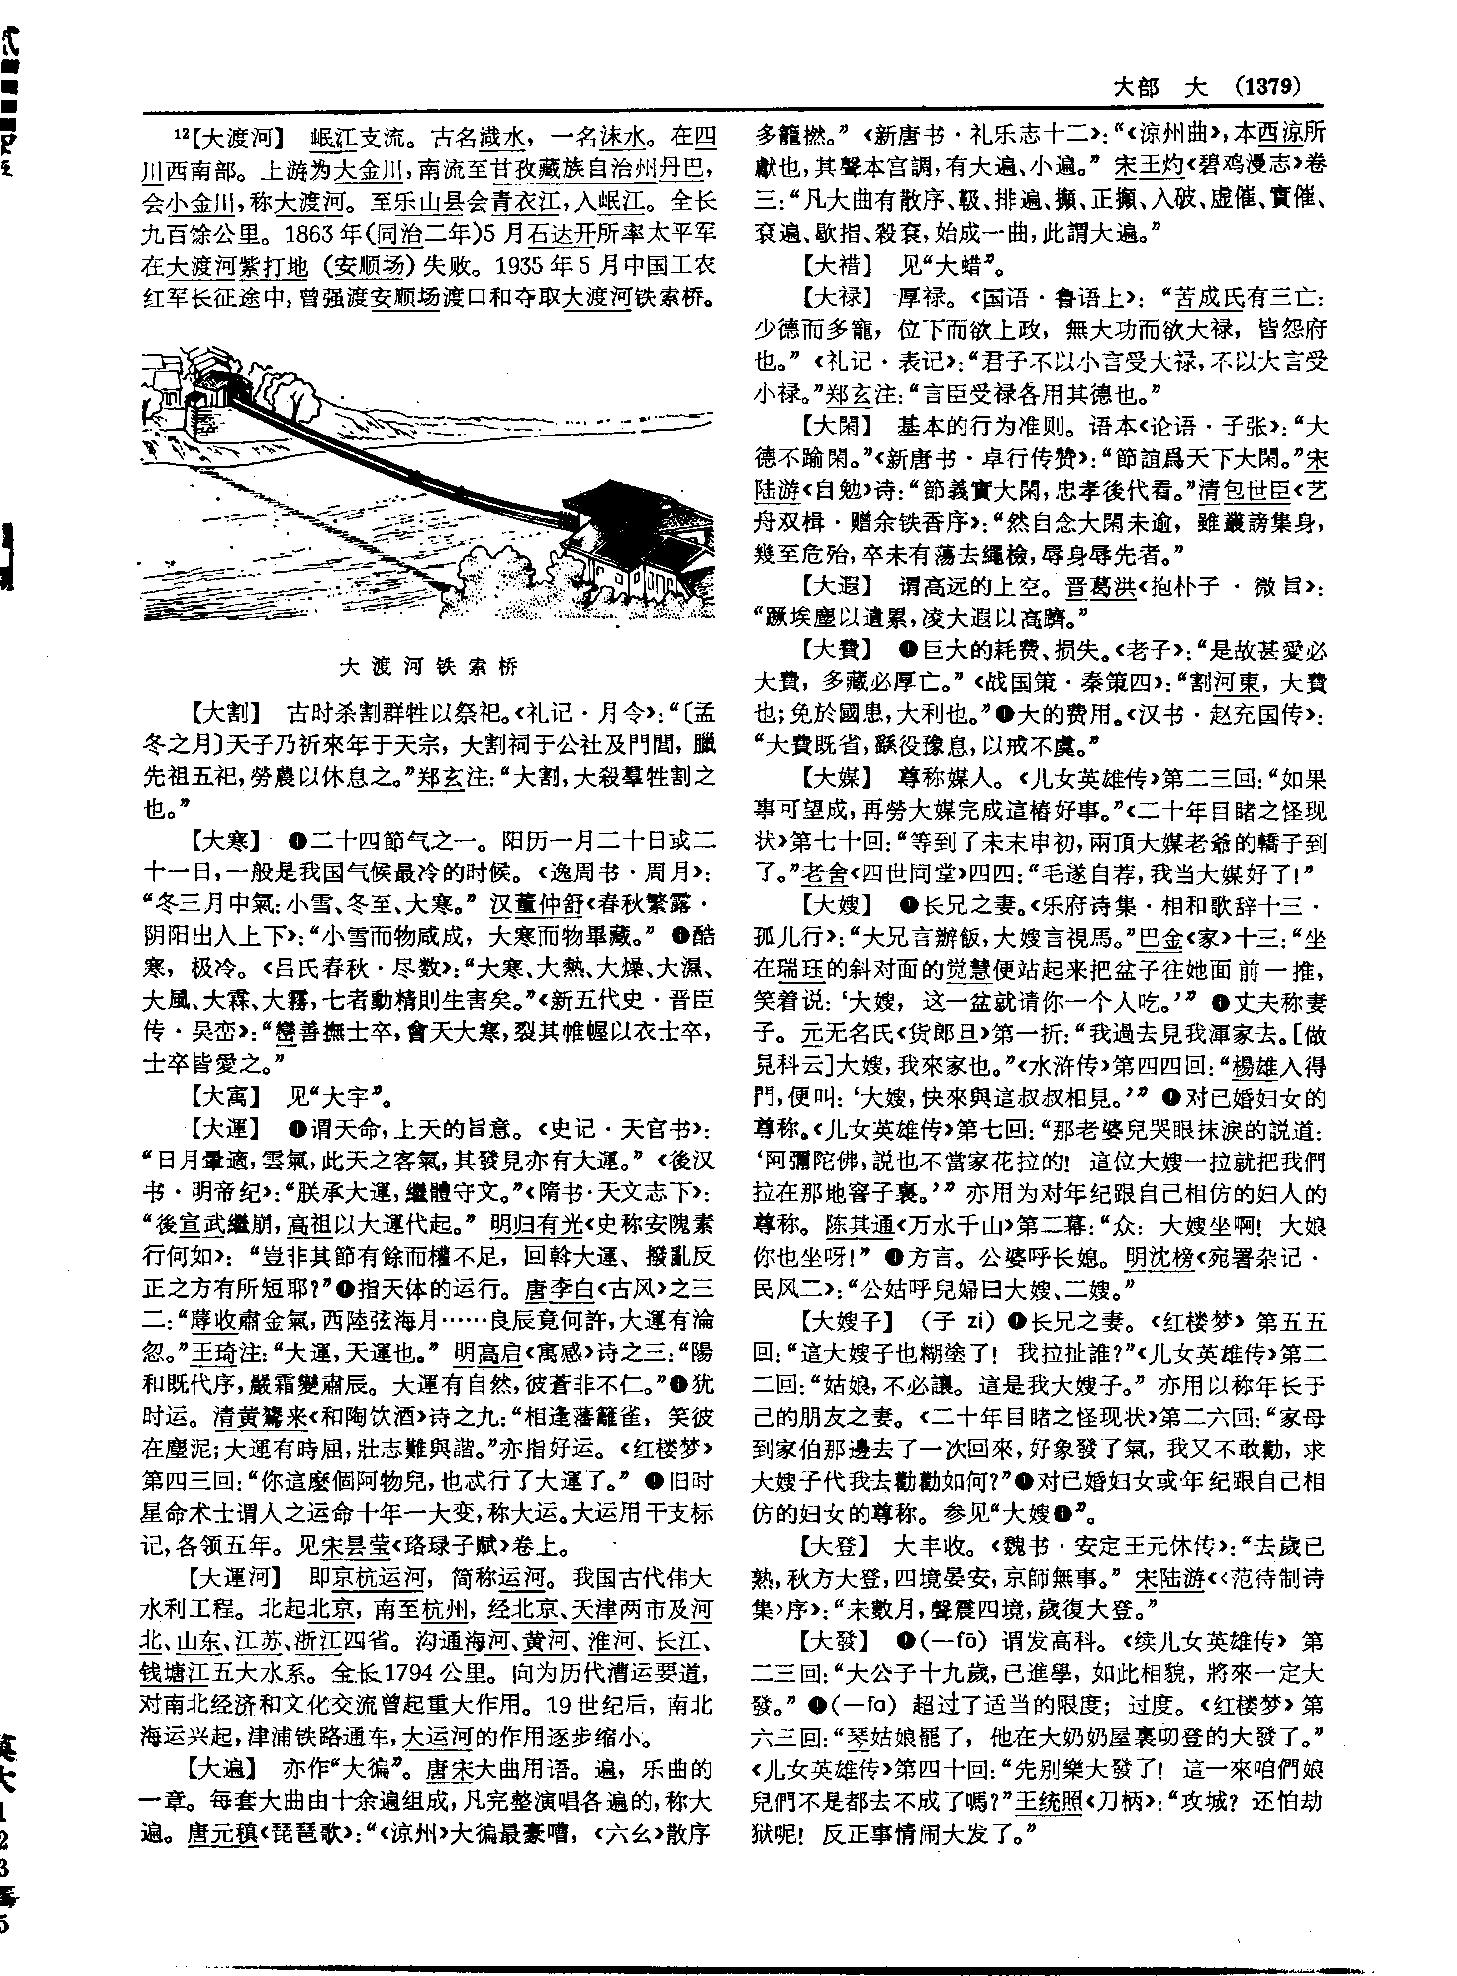 大部 大 (1379)
12【大渡河】 岷江支流。古名渽水，一名沫水。在四
川西南部。上游为大金川，南流至甘孜藏族自治州丹巴，
会小金川，称大渡河。至乐山县会青衣江，入岷江。全长
九百馀公里。1863年(同治二年)5月石达开所率太平军
在大渡河紫打地（安顺场）失败。1935年5月中国工农
红军长征途中，曾强渡安顺场渡口和夺取大渡河铁索桥。
大渡河铁索桥
【大割】 古时杀割群牲以祭祀。《礼记·月令》：“〔孟
冬之月〕天子乃祈來年于天宗，大割祠于公社及門閭，臘
先祖五祀，勞農以休息之。”郑玄注：“大割，大殺羣牲割之
也。”
【大寒】 ❶二十四節气之一。阳历一月二十日或二
十一日，一般是我国气候最冷的时候。《逸周书·周月》：
“冬三月中氣：小雪、冬至、大寒。”汉董仲舒《春秋繁露·
阴阳出入上下》：“小雪而物咸成，大寒而物畢藏。” ❶酷
寒，极冷。《吕氏春秋·尽数》：“大寒、大熱、大燥、大濕、
大風、大霖、大霧，七者動精則生害矣。”《新五代史·晋臣
传·吴峦》：“巒善撫士卒，會天大寒，裂其帷幄以衣士卒，
士卒皆愛之。”
【大寓】 见“大宇”。
【大運】 ❶谓天命，上天的旨意。《史记·天官书》：
“日月暈適，雲氣，此天之客氣，其發見亦有大運。”《後汉
书·明帝纪》：“朕承大運，繼體守文。”《隋书·天文志下》：
“後宣武繼崩，高祖以大運代起。”明归有光《史称安隗素
行何如》：“豈非其節有餘而權不足，回斡大運、撥亂反
正之方有所短耶？”❶指天体的运行。唐李白《古风》之三
二：“蓐收肅金氣，西陸弦海月……良辰竟何許，大運有淪
忽。”王琦注：“大運，天運也。”明高启《寓感》诗之三：“陽
和既代序，嚴霜變肅辰。大運有自然，彼蒼非不仁。”❶犹
时运。清黄鷟来《和陶饮酒》诗之九：“相逢藩籬雀，笑彼
在塵泥；大運有時屈，壯志難與諧。”亦指好运。《红楼梦》
第四三回：“你這麽個阿物兒，也忒行了大運了。” ❶旧时
星命术士谓人之运命十年一大变，称大运。大运用干支标
记，各领五年。见宋昙莹《珞琭子赋》卷上。
【大運河】 即京杭运河，简称运河。我国古代伟大
水利工程。北起北京，南至杭州，经北京、天津两市及河
北、山东、江苏、浙江四省。沟通海河、黄河、淮河、长江、
钱塘江五大水系。全长1794公里。向为历代漕运要道，
对南北经济和文化交流曾起重大作用。19世纪后，南北
海运兴起，津浦铁路通车，大运河的作用逐步缩小。
【大遍】 亦作“大徧”。唐宋大曲用语。遍，乐曲的
一章。每套大曲由十余遍组成，凡完整演唱各遍的，称大
遍。唐元稹《琵琶歌》：“《凉州》大徧最豪嘈，《六幺》散序
多籠撚。”《新唐书·礼乐志十二》：“《凉州曲》，本西涼所
獻也，其聲本宫調，有大遍、小遍。”宋王灼《碧鸡漫志》卷
三：“凡大曲有散序、靸、排遍、攧、正攧、入破、虚催、實催、
衮遍、歇指、殺衮，始成一曲，此謂大遍。”
【大䄍】 见“大蜡”。
【大禄】 厚禄。《国语·鲁语上》：“苦成氏有三亡：
少德而多寵，位下而欲上政，無大功而欲大禄，皆怨府
也。”《礼记·表记》：“君子不以小言受大禄，不以大言受
小禄。”郑玄注：“言臣受禄各用其德也。”
【大閑】 基本的行为准则。语本《论语·子张》：“大
德不踰閑。”《新唐书·卓行传赞》：“節誼爲天下大閑。”宋
陆游《自勉》诗：“節義實大閑，忠孝後代看。”清包世臣《艺
舟双楫·赠余铁香序》：“然自念大閑未逾，雖叢謗集身，
幾至危殆，卒未有蕩去繩檢，辱身辱先者。”
【大遐】 谓高远的上空。晋葛洪《抱朴子·微旨》：
“蹶埃塵以遺累，凌大遐以高躋。”
【大費】 ❶巨大的耗费、损失。《老子》：“是故甚愛必
大費，多藏必厚亡。”《战国策·秦策四》：“割河東，大費
也；免於國患，大利也。”❶大的费用。《汉书·赵充国传》：
“大費既省，繇役豫息，以戒不虞。”
【大媒】 尊称媒人。《儿女英雄传》第二三回：“如果
事可望成，再勞大媒完成這樁好事。”《二十年目睹之怪现
状》第七十回：“等到了未末申初，兩頂大媒老爺的轎子到
了。”老舍《四世同堂》四四：“毛遂自荐，我当大媒好了！”
【大嫂】 ❶长兄之妻。《乐府诗集·相和歌辞十三·
孤儿行》：“大兄言辦飯，大嫂言視馬。”巴金《家》十三：“坐
在瑞珏的斜对面的觉慧便站起来把盆子往她面前一推，
笑着说：‘大嫂，这一盆就请你一个人吃。’” ❶丈夫称妻
子。元无名氏《货郎旦》第一折：“我過去見我渾家去。［做
見科云］大嫂，我來家也。”《水浒传》第四四回：“楊雄入得
門，便叫：‘大嫂，快來與這叔叔相見。’” ❶对已婚妇女的
尊称。《儿女英雄传》第七回：“那老婆兒哭眼抹淚的説道：
‘阿彌陀佛，説也不當家花拉的！這位大嫂一拉就把我們
拉在那地窖子裏。’” 亦用为对年纪跟自己相仿的妇人的
尊称。陈其通《万水千山》第二幕：“众：大嫂坐啊！大娘
你也坐呀！” ❶方言。公婆呼长媳。明沈榜《宛署杂记·
民风二》：“公姑呼兒婦曰大嫂、二嫂。”
【大嫂子】 （子 zi）❶长兄之妻。《红楼梦》第五五
回：“這大嫂子也糊塗了！我拉扯誰？”《儿女英雄传》第二
二回：“姑娘，不必讓。這是我大嫂子。”亦用以称年长于
己的朋友之妻。《二十年目睹之怪现状》第二六回：“家母
到家伯那邊去了一次回來，好象發了氣，我又不敢勸，求
大嫂子代我去勸勸如何？”❶对已婚妇女或年纪跟自己相
仿的妇女的尊称。参见“大嫂❶”。
【大登】 大丰收。《魏书·安定王元休传》：“去歲已
熟，秋方大登，四境晏安，京師無事。”宋陆游《〈范待制诗
集〉序》：“未數月，聲震四境，歲復大登。”
【大發】 ❶(一fā) 谓发高科。《续儿女英雄传》第
二三回：“大公子十九歲，已進學，如此相貌，將來一定大
發。” ❶(一fa) 超过了适当的限度；过度。《红楼梦》第
六三回：“琴姑娘罷了，他在大奶奶屋裏叨登的大發了。”
《儿女英雄传》第四十回：“先别樂大發了！這一來咱們娘
兒們不是都去不成了嗎？”王统照《刀柄》：“攻城？还怕劫
狱呢！反正事情闹大发了。”